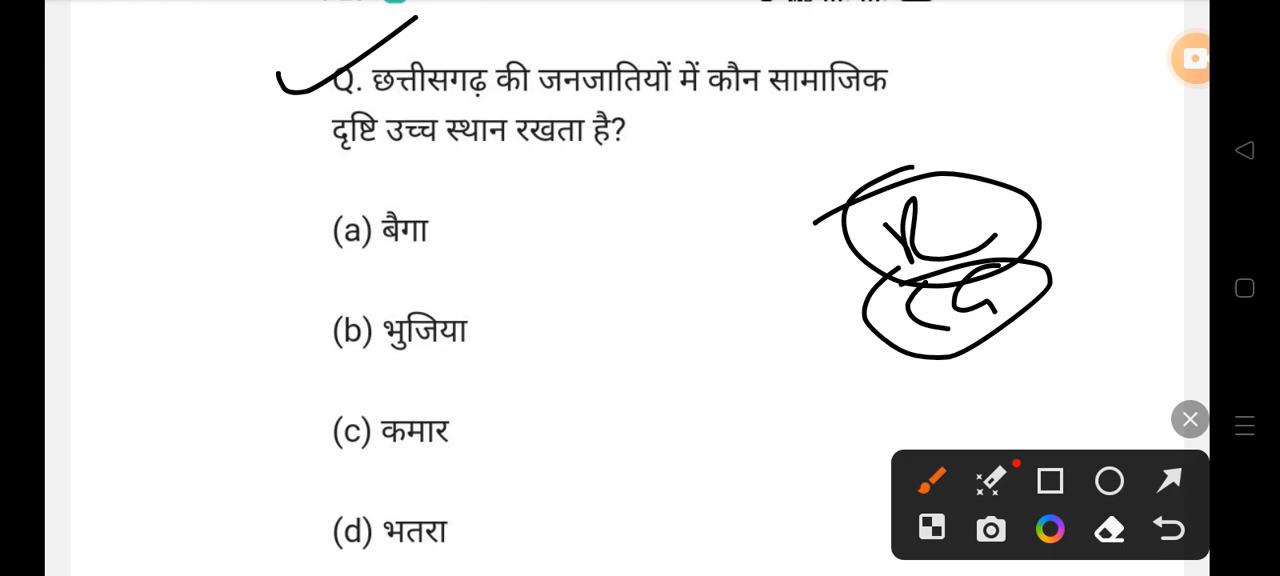 Q. छत्तीसगढ़ की जनजातियों में कौन सामाजिक
दृष्टि उच्च स्थान रखता है?
(a) बैगा
(b) भुजिया
(c) कमार
(d) भतरा